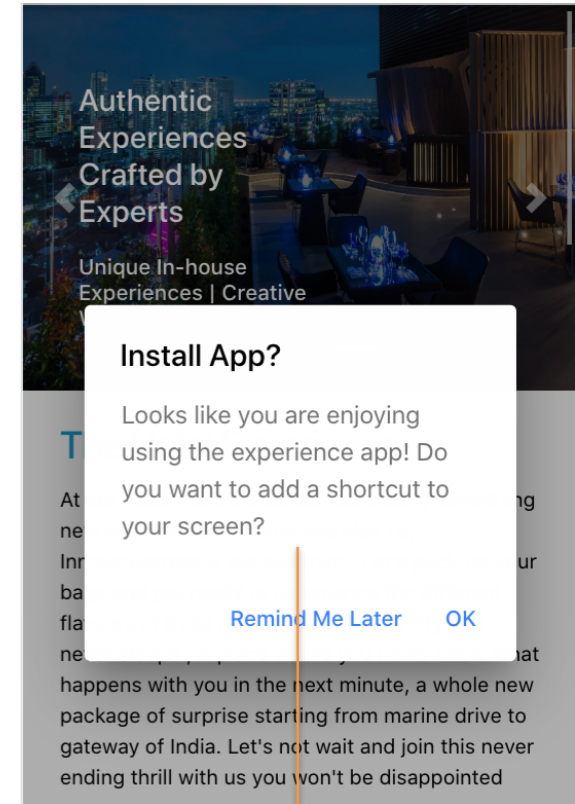 Authentic
Experiences
Crafted by
Experts
Unique In-house
Experiences | Creative
Install App?
Looks like you are enjoying
using the experience app! Do
you want to add a shortcut to
your screen?
At
Remind Me Later OK
happens with you in the next minute, a whole new
package of surprise starting from marine drive to
gateway of India. Let's not wait and join this never
ending thrill with us you won't be disappointed